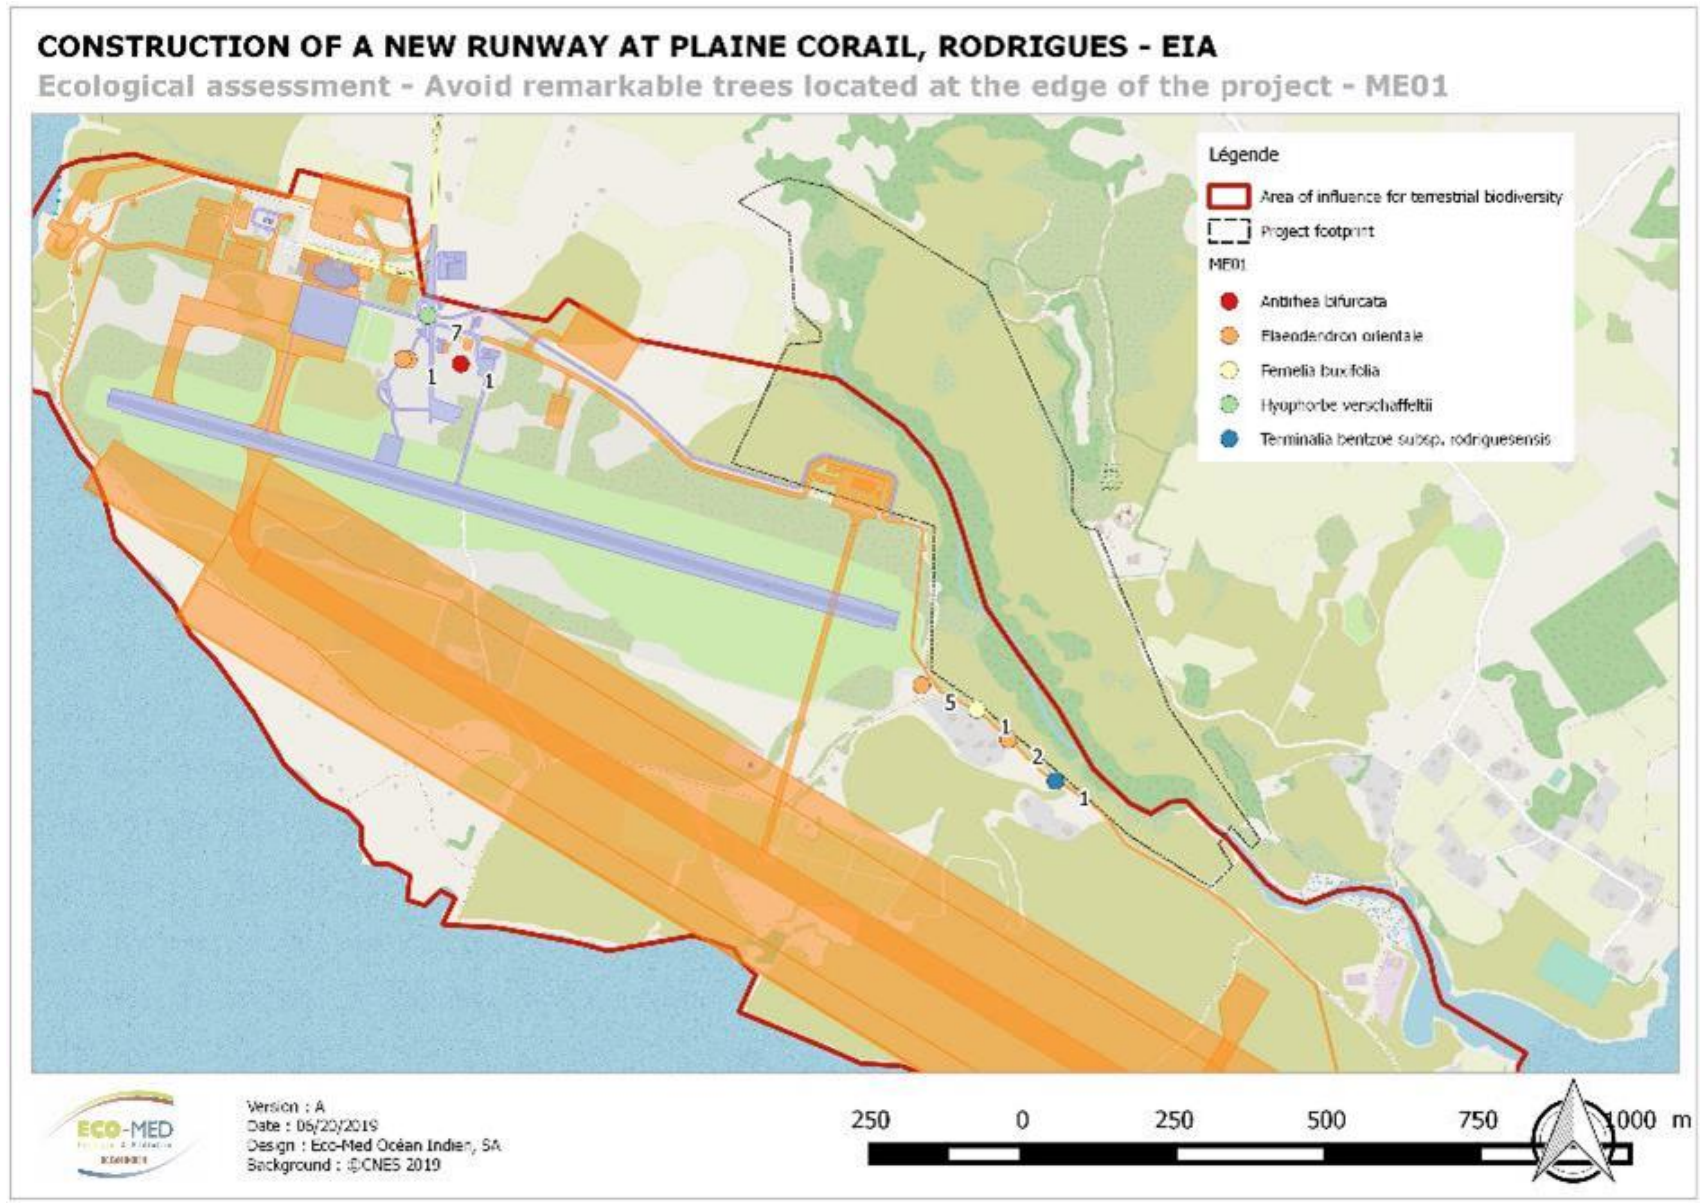 CONSTRUCTION OF A NEW RUNWAY AT PLAINE CORAIL, RODRIGUES - EIA
Ecological assessment - Avoid remarkable trees located at the edge of the project - ME01
Légende
Area of influence for terrestrial biodiversity
Project footprint
ME01
Antirhea bifurcata
Elaeodendron orientale
Fernelia buxifolia
Hyophorbe verschaffeltii
Terminalia bentzoe subsp. rodriguesensis
7
1
1
5
1
2
1
ECO-MED
Version : A
Date : 06/20/2019
Design : Eco-Med Océan Indien, SA
Background : ©CNES 2019
250 0 250 500 750 1000 m